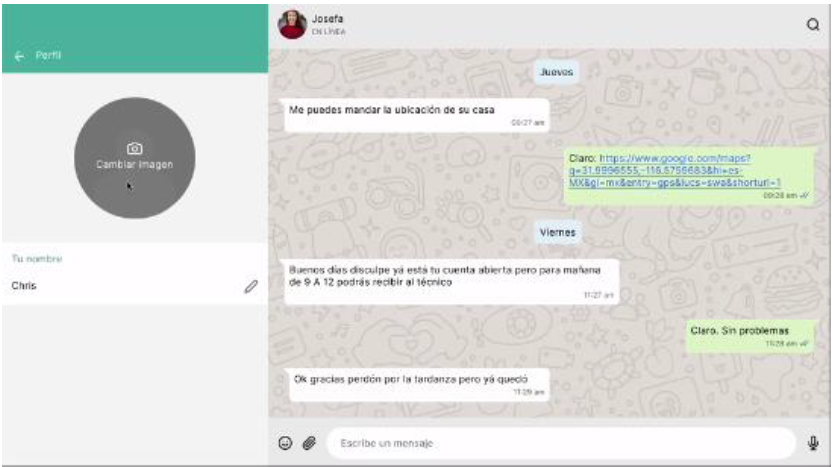 Perfil
Cambiar imagen
Tu nombre
Chris
Josefa
EN LÍNEA
Jueves
Me puedes mandar la ubicación de su casa
09:27 am
Claro: https://www.google.com/maps?
g=31.9996555,-116.5756683&hl=es-
MX&gl=mx&entry=gps&lucs=swa&shorturl=1
09:28 am
Viernes
Buenos días disculpe yá está tu cuenta abierta pero para mañana
de 9 A 12 podrás recibir al técnico
11:27 am
Claro. Sin problemas
11:28 am
Ok gracias perdón por la tardanza pero yá quedó
11:29 am
Escribe un mensaje